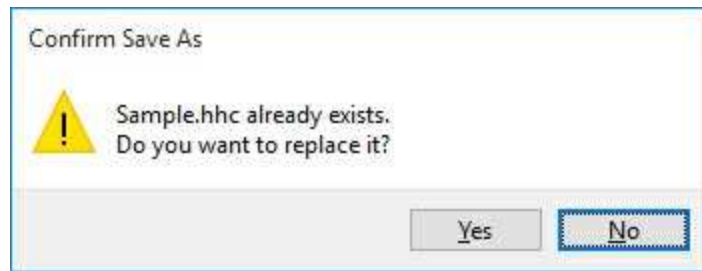 Confirm Save As
Sample.hhc already exists.
Do you want to replace it?
Yes No